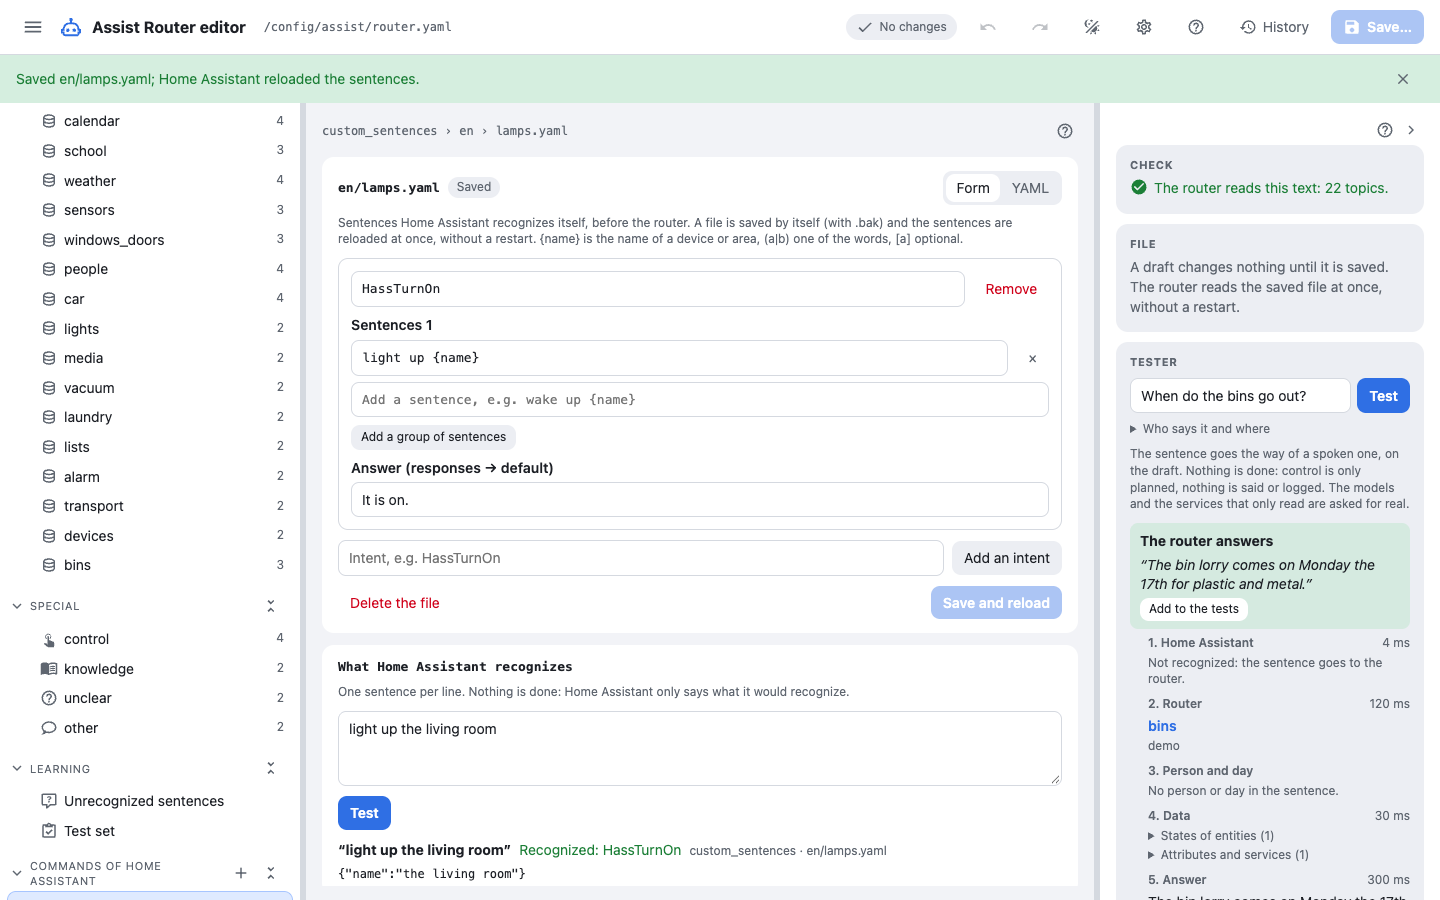 Assist Router editor
/config/assist/router.yaml
No changes
History
Save...
Saved en/lamps.yaml; Home Assistant reloaded the sentences.
calendar 4
school 3
weather 4
sensors 3
windows_doors 3
people 4
car 4
lights 2
media 2
vacuum 2
laundry 2
lists 2
alarm 2
transport 2
devices 2
bins 3
SPECIAL
control 4
knowledge 2
unclear 2
other 2
LEARNING
Unrecognized sentences
Test set
COMMANDS OF HOME
ASSISTANT
custom_sentences › en › lamps.yaml
en/lamps.yaml Saved
Form YAML
Sentences Home Assistant recognizes itself, before the router. A file is saved by itself (with .bak) and the sentences are
reloaded at once, without a restart. {name} is the name of a device or area, (a|b) one of the words, [a] optional.
HassTurnOn
Remove
Sentences 1
light up {name}
×
Add a sentence, e.g. wake up {name}
Add a group of sentences
Answer (responses → default)
It is on.
Intent, e.g. HassTurnOn
Add an intent
Delete the file
Save and reload
What Home Assistant recognizes
One sentence per line. Nothing is done: Home Assistant only says what it would recognize.
light up the living room
Test
“light up the living room” Recognized: HassTurnOn custom_sentences · en/lamps.yaml
{"name":"the living room"}
CHECK
The router reads this text: 22 topics.
FILE
A draft changes nothing until it is saved.
The router reads the saved file at once,
without a restart.
TESTER
When do the bins go out?
Test
Who says it and where
The sentence goes the way of a spoken one, on
the draft. Nothing is done: control is only
planned, nothing is said or logged. The models
and the services that only read are asked for real.
The router answers
“The bin lorry comes on Monday the
17th for plastic and metal.”
Add to the tests
1. Home Assistant 4 ms
Not recognized: the sentence goes to the
router.
2. Router 120 ms
bins
demo
3. Person and day
No person or day in the sentence.
4. Data 30 ms
States of entities (1)
Attributes and services (1)
5. Answer 300 ms
The bin lorry comes on Monday the 17th